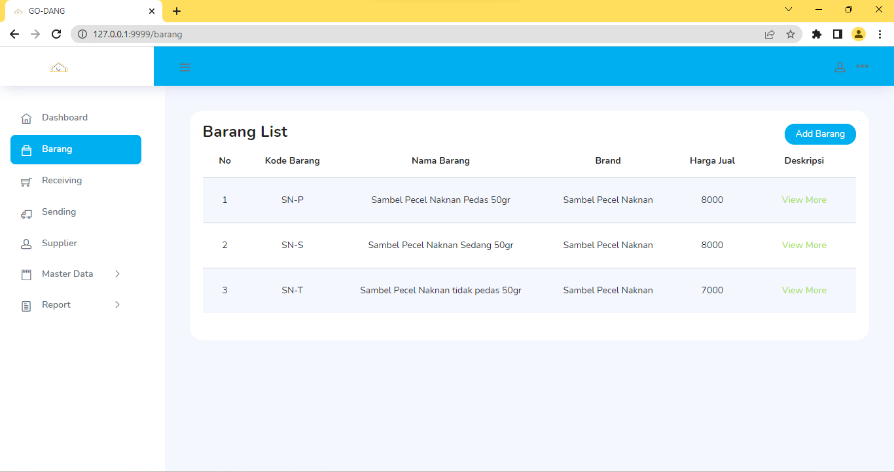 GO-DANG
127.0.0.1:9999/barang
Dashboard
Barang
Receiving
Sending
Supplier
Master Data
Report
Barang List
Add Barang
No Kode Barang Nama Barang Brand Harga Jual Deskripsi
1 SN-P Sambel Pecel Naknan Pedas 50gr Sambel Pecel Naknan 8000 View More
2 SN-S Sambel Pecel Naknan Sedang 50gr Sambel Pecel Naknan 8000 View More
3 SN-T Sambel Pecel Naknan tidak pedas 50gr Sambel Pecel Naknan 7000 View More